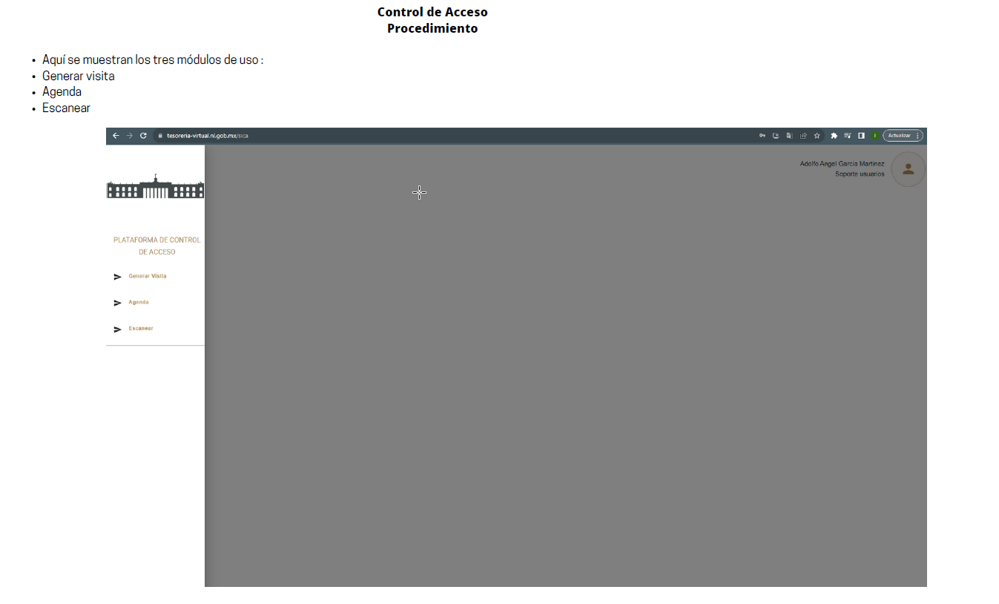 Control de Acceso
Procedimiento
• Aquí se muestran los tres módulos de uso :
• Generar visita
• Agenda
• Escanear
tesoreria-virtual.nl.gob.mx/sica
Actualizar
Adolfo Angel Garcia Martinez
Soporte usuarios
PLATAFORMA DE CONTROL
DE ACCESO
Generar Visita
Agenda
Escanear